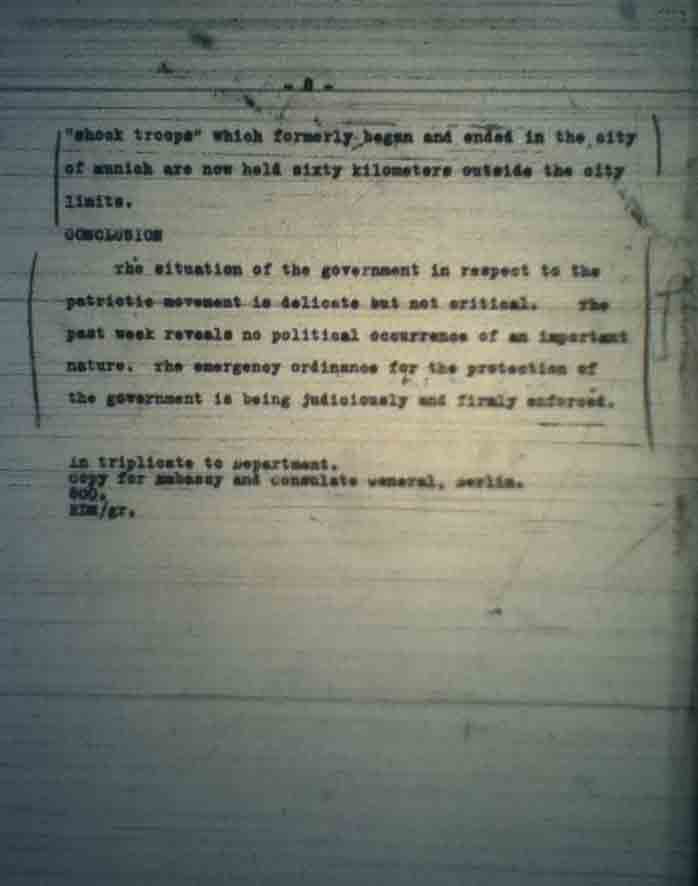 - 8 -
"shock troops" which formerly began and ended in the city
of Munich are now held sixty kilometers outside the city
limits.
CONCLUSION
The situation of the government in respect to the
patriotic movement is delicate but not critical. The
past week reveals no political occurrence of an important
nature. The emergency ordinance for the protection of
the government is being judiciously and firmly enforced.
In triplicate to Department.
Copy for Embassy and Consulate General, Berlin.
800.
/gr.